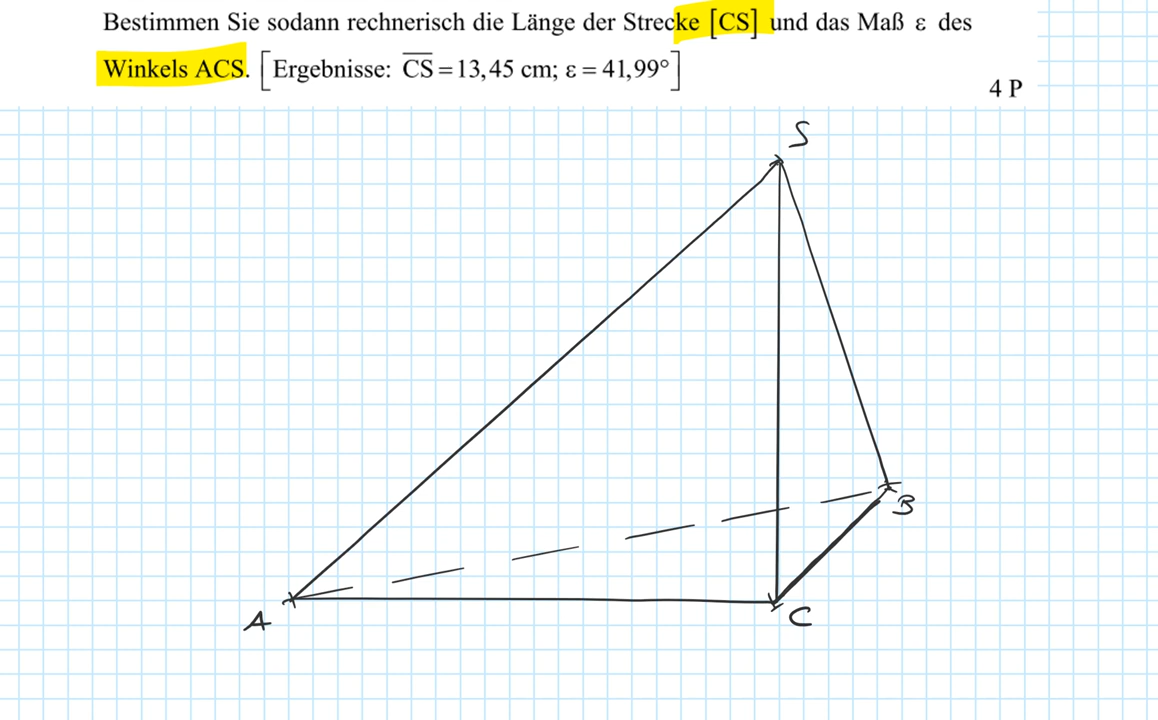 Bestimmen Sie sodann rechnerisch die Länge der Strecke [CS] und das Maß ε des
Winkels ACS. [Ergebnisse: C̅S̅ = 13,45 cm; ε = 41,99°]
4 P
S
B
A
C